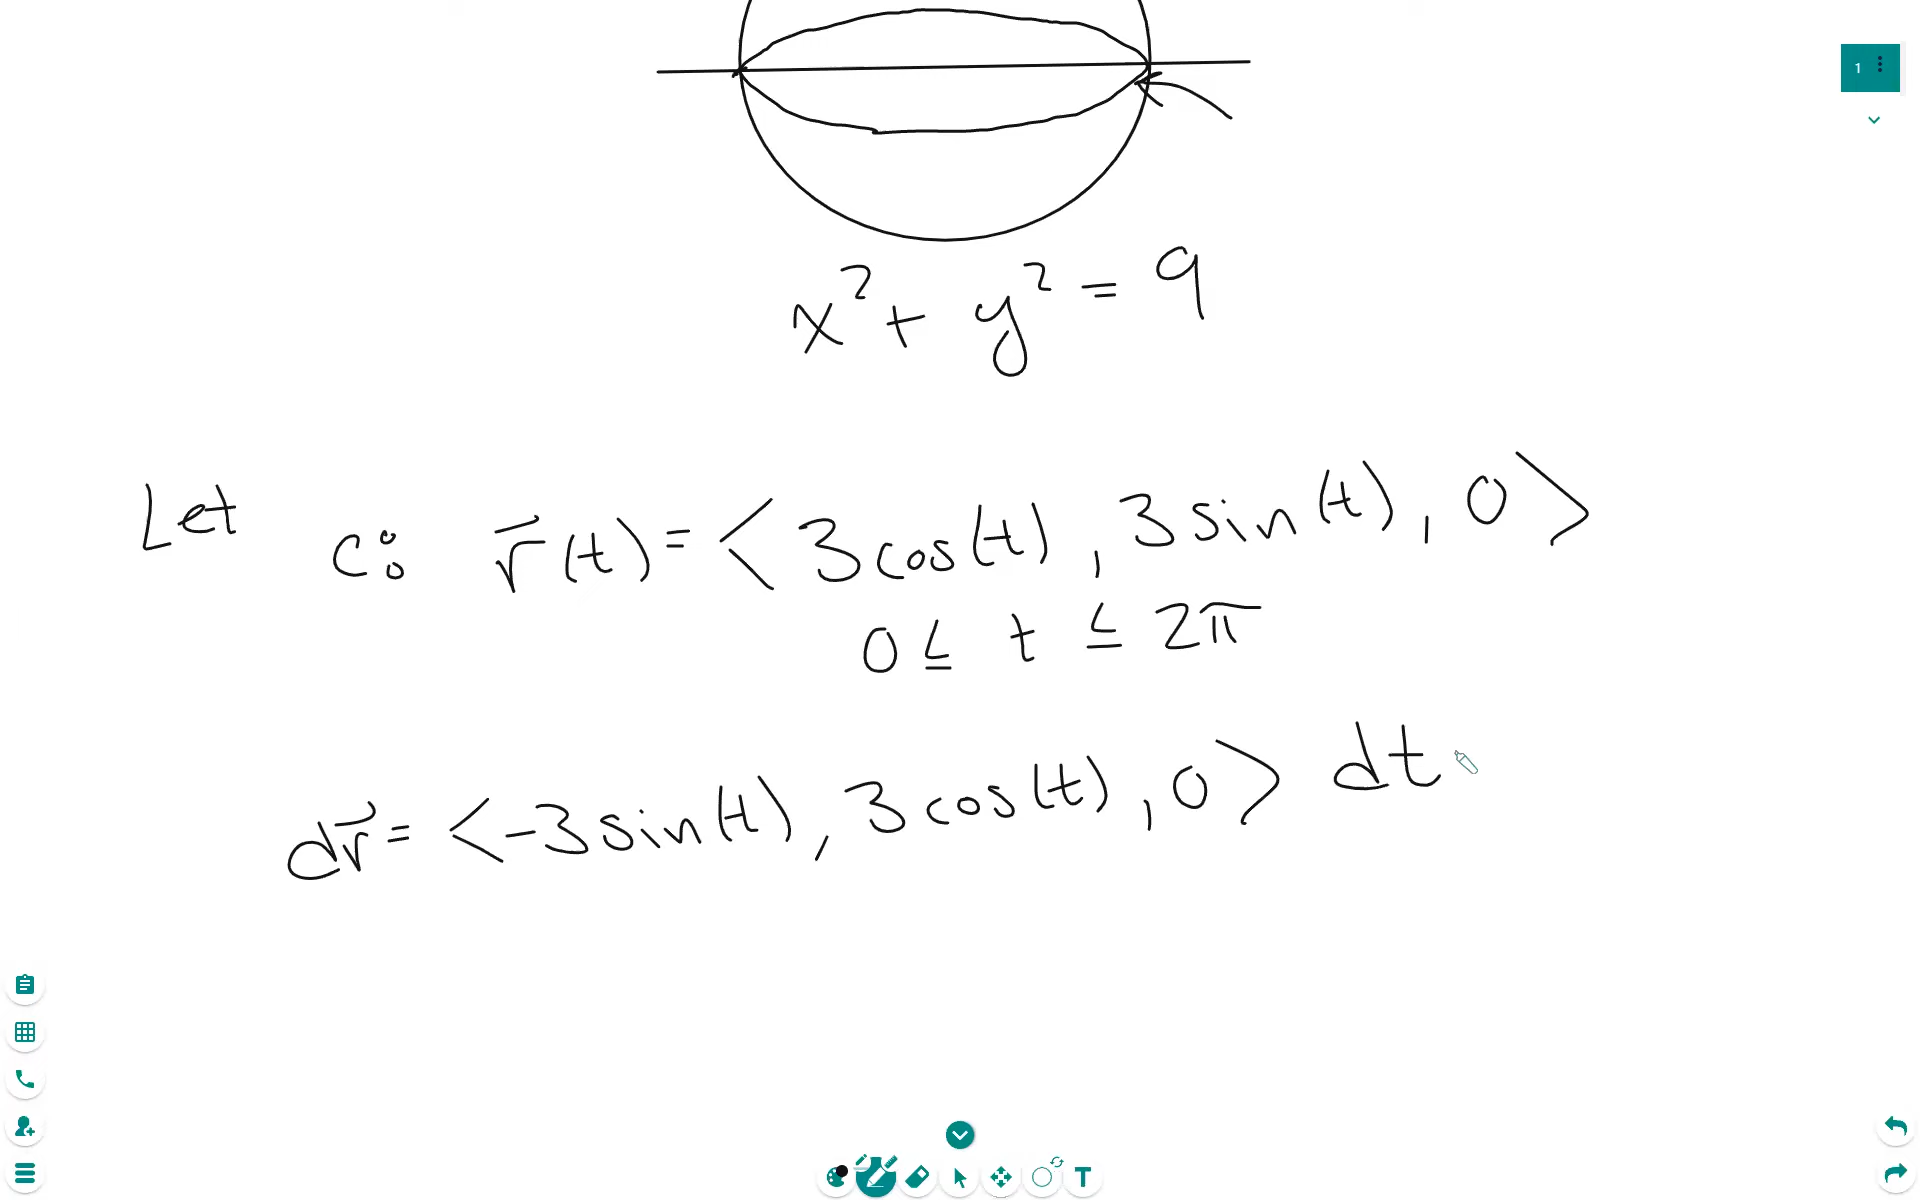 1
x² + y² = 9
Let C: r⃗(t) = <3cos(t), 3sin(t), 0>
0 ≤ t ≤ 2π
dr⃗ = <-3sin(t), 3cos(t), 0> dt
T